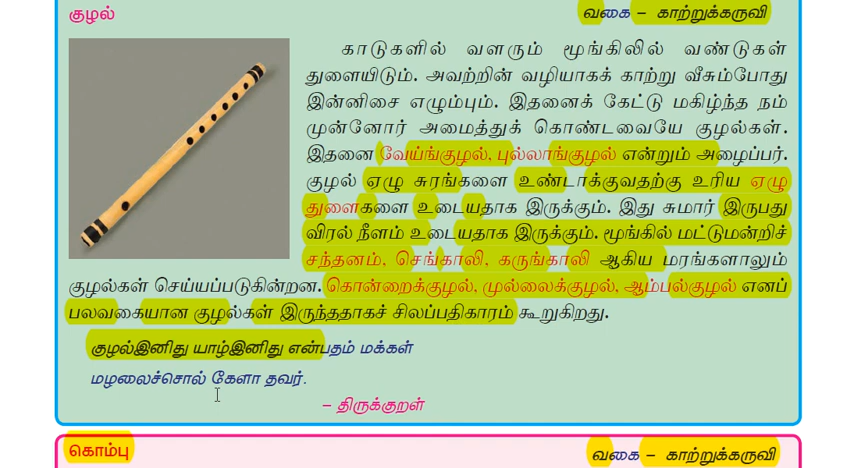 குழல்
வகை – காற்றுக்கருவி
காடுகளில் வளரும் மூங்கிலில் வண்டுகள்
துளையிடும். அவற்றின் வழியாகக் காற்று வீசும்போது
இன்னிசை எழும்பும். இதனைக் கேட்டு மகிழ்ந்த நம்
முன்னோர் அமைத்துக் கொண்டவையே குழல்கள்.
இதனை வேய்ங்குழல், புல்லாங்குழல் என்றும் அழைப்பர்.
குழல் ஏழு சுரங்களை உண்டாக்குவதற்கு உரிய ஏழு
துளைகளை உடையதாக இருக்கும். இது சுமார் இருபது
விரல் நீளம் உடையதாக இருக்கும். மூங்கில் மட்டுமன்றிச்
சந்தனம், செங்காலி, கருங்காலி ஆகிய மரங்களாலும்
குழல்கள் செய்யப்படுகின்றன. கொன்றைக்குழல், முல்லைக்குழல், ஆம்பல்குழல் எனப்
பலவகையான குழல்கள் இருந்ததாகச் சிலப்பதிகாரம் கூறுகிறது.
குழல்இனிது யாழ்இனிது என்பதம் மக்கள்
மழலைச்சொல் கேளா தவர்.
– திருக்குறள்
கொம்பு
வகை – காற்றுக்கருவி